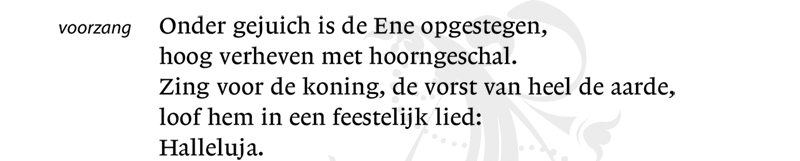 voorzang Onder gejuich is de Ene opgestegen,
hoog verheven met hoorngeschal.
Zing voor de koning, de vorst van heel de aarde,
loof hem in een feestelijk lied:
Halleluja.